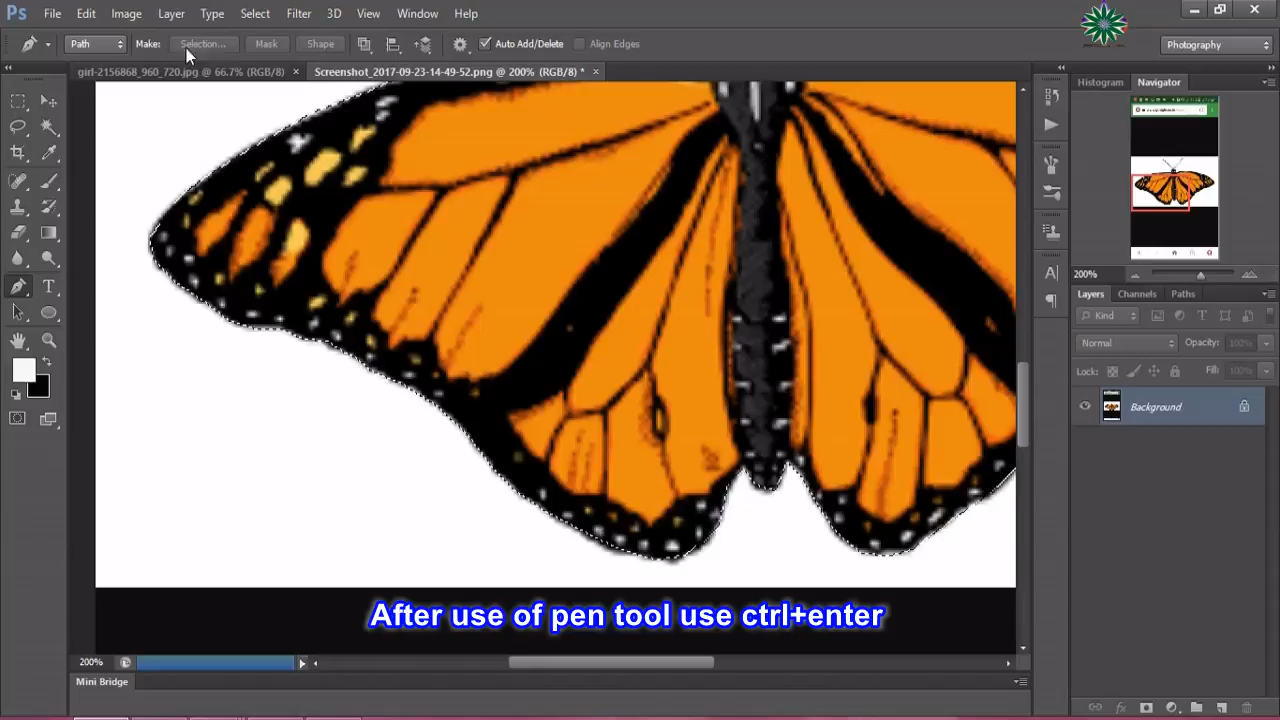 Ps File Edit Image Layer Type Select Filter 3D View Window Help
Path Make: Selection... Mask Shape Auto Add/Delete Align Edges Photography
girl-2156868_960_720.jpg @ 66.7% (RGB/8) × Screenshot_2017-09-23-14-49-52.png @ 200% (RGB/8) * ×
Histogram Navigator
200%
Layers Channels Paths
Kind
Normal Opacity: 100%
Lock: Fill: 100%
Background
After use of pen tool use ctrl+enter
200%
Mini Bridge